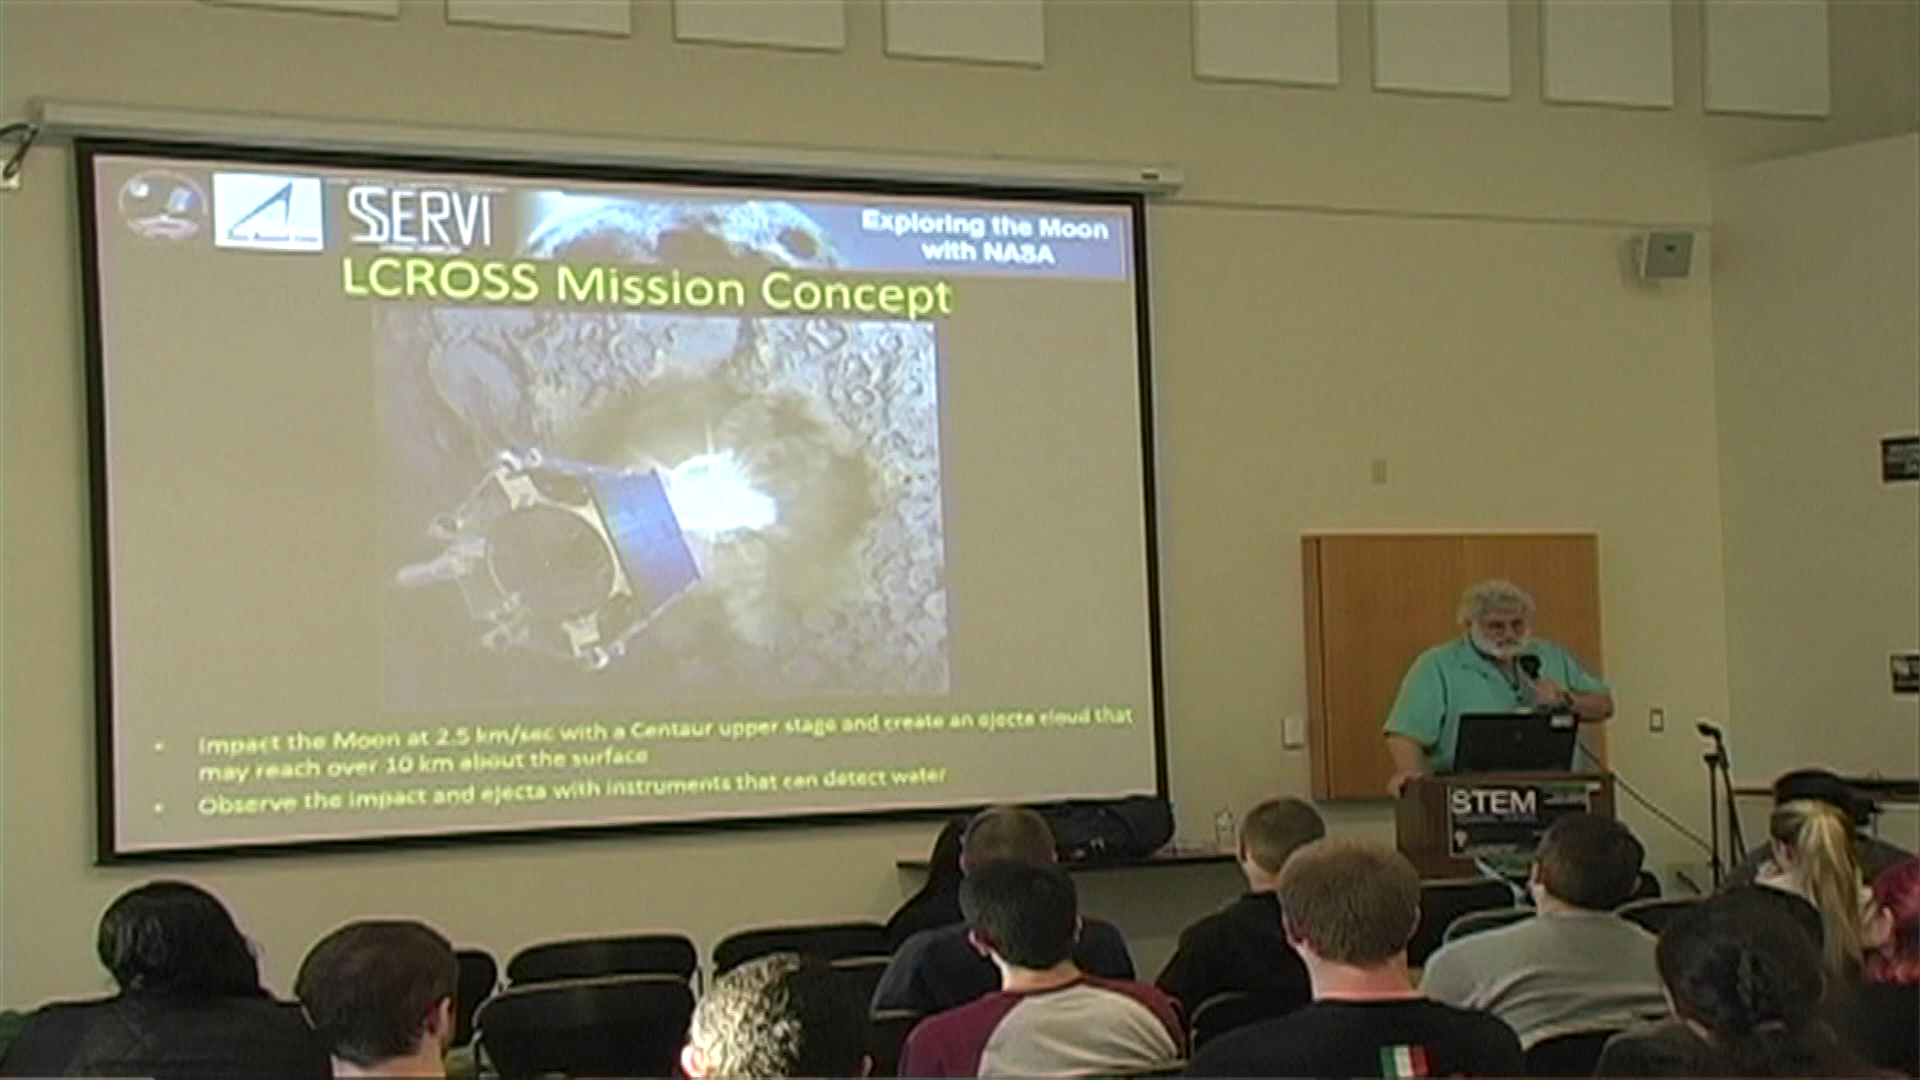 SSERVI
Exploring the Moon
with NASA
LCROSS Mission Concept
• Impact the Moon at 2.5 km/sec with a Centaur upper stage and create an ejecta cloud that
may reach over 10 km about the surface
• Observe the impact and ejecta with instruments that can detect water
STEM